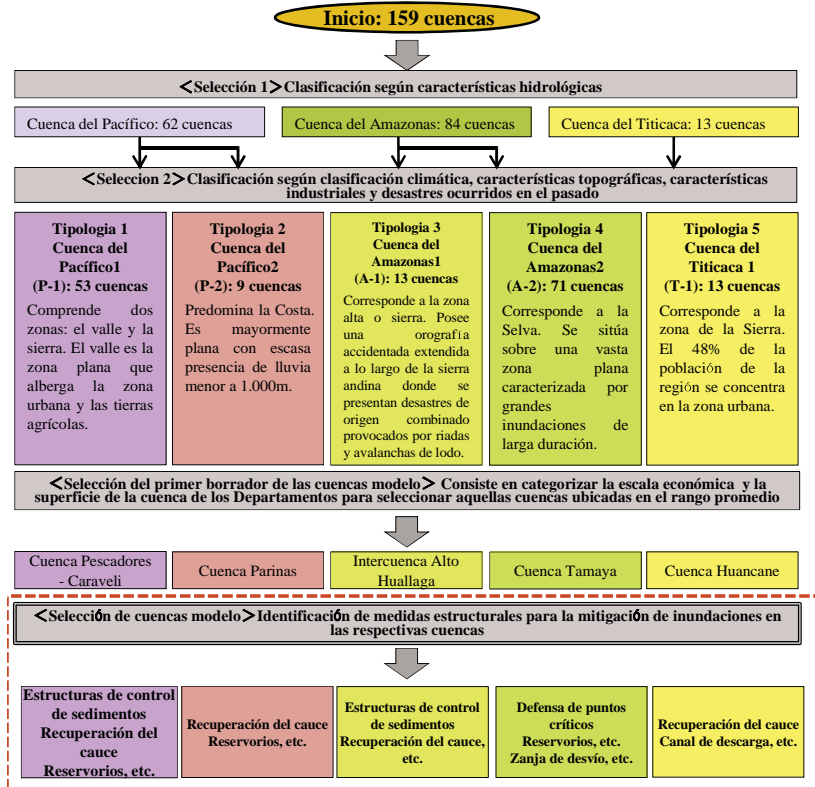 Inicio: 159 cuencas
<Selección 1>Clasificación según características hidrológicas
Cuenca del Pacífico: 62 cuencas
Cuenca del Amazonas: 84 cuencas
Cuenca del Titicaca: 13 cuencas
<Seleccion 2>Clasificación según clasificación climática, características topográficas, características
industriales y desastres ocurridos en el pasado
Tipologia 1
Cuenca del
Pacífico1
(P-1): 53 cuencas
Comprende dos
zonas: el valle y la
sierra. El valle es la
zona plana que
alberga la zona
urbana y las tierras
agrícolas.
Tipologia 2
Cuenca del
Pacífico2
(P-2): 9 cuencas
Predomina la Costa.
Es mayormente
plana con escasa
presencia de lluvia
menor a 1.000m.
Tipologia 3
Cuenca del
Amazonas1
(A-1): 13 cuencas
Corresponde a la zona
alta o sierra. Posee
una orografía
accidentada extendida
a lo largo de la sierra
andina donde se
presentan desastres de
origen combinado
provocados por riadas
y avalanchas de lodo.
Tipologia 4
Cuenca del
Amazonas2
(A-2): 71 cuencas
Corresponde a la
Selva. Se sitúa
sobre una vasta
zona plana
caracterizada por
grandes
inundaciones de
larga duración.
Tipologia 5
Cuenca del
Titicaca 1
(T-1): 13 cuencas
Corresponde a la
zona de la Sierra.
El 48% de la
población de la
región se concentra
en la zona urbana.
<Selección del primer borrador de las cuencas modelo> Consiste en categorizar la escala económica y la
superficie de la cuenca de los Departamentos para seleccionar aquellas cuencas ubicadas en el rango promedio
Cuenca Pescadores
- Caraveli
Cuenca Parinas
Intercuenca Alto
Huallaga
Cuenca Tamaya
Cuenca Huancane
<Selección de cuencas modelo>Identificación de medidas estructurales para la mitigación de inundaciones en
las respectivas cuencas
Estructuras de control
de sedimentos
Recuperación del
cauce
Reservorios, etc.
Recuperación del cauce
Reservorios, etc.
Estructuras de control
de sedimentos
Recuperación del cauce,
etc.
Defensa de puntos
críticos
Reservorios, etc.
Zanja de desvío, etc.
Recuperación del cauce
Canal de descarga, etc.